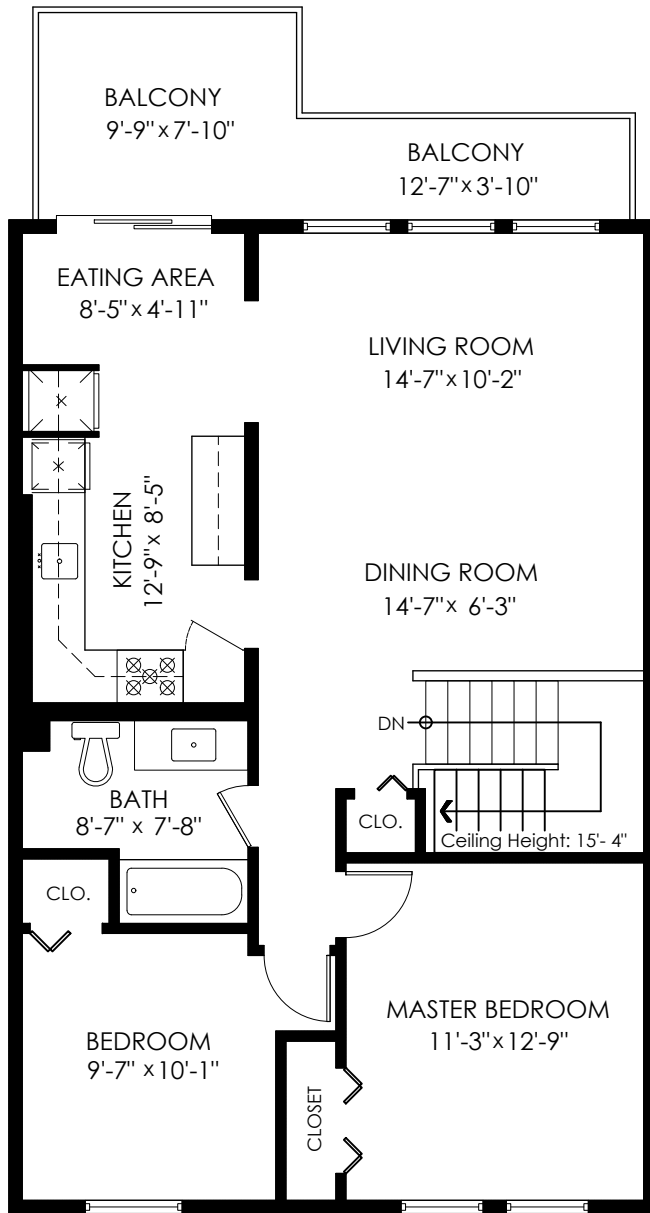 BALCONY
9'-9" x 7'-10"
BALCONY
12'-7" x 3'-10"
EATING AREA
8'-5" x 4'-11"
LIVING ROOM
14'-7" x 10'-2"
KITCHEN
12'-9" x 8'-5"
DINING ROOM
14'-7" x 6'-3"
DN
BATH
8'-7" x 7'-8"
CLO.
Ceiling Height: 15'- 4"
CLO.
MASTER BEDROOM
11'-3" x 12'-9"
BEDROOM
9'-7" x 10'-1"
CLOSET